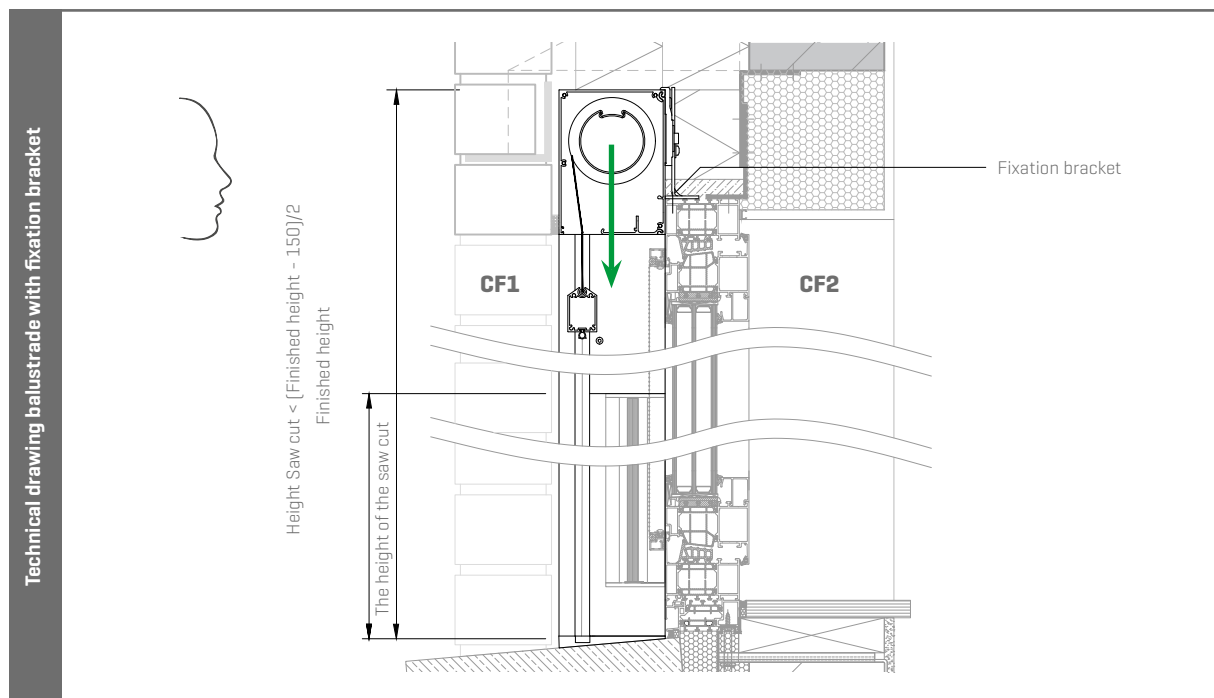 Technical drawing balustrade with fixation bracket
Height Saw cut < (Finished height - 150)/2
Finished height
The height of the saw cut
CF1
CF2
Fixation bracket